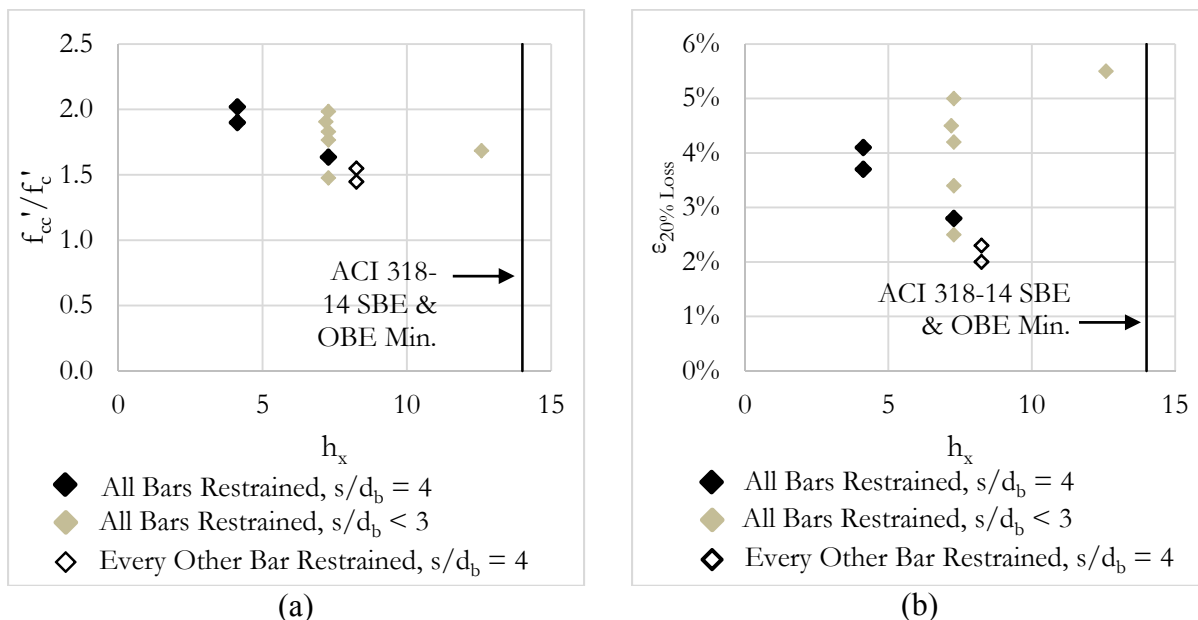 2.5
2.0
1.5
1.0
0.5
0.0
f_cc'/f_c'
ACI 318-
14 SBE &
OBE Min.
0 5 10 15
h_x
All Bars Restrained, s/d_b = 4
All Bars Restrained, s/d_b < 3
Every Other Bar Restrained, s/d_b = 4
(a)
6%
5%
4%
3%
2%
1%
0%
ε_20% Loss
ACI 318-14 SBE
& OBE Min.
0 5 10 15
h_x
All Bars Restrained, s/d_b = 4
All Bars Restrained, s/d_b < 3
Every Other Bar Restrained, s/d_b = 4
(b)